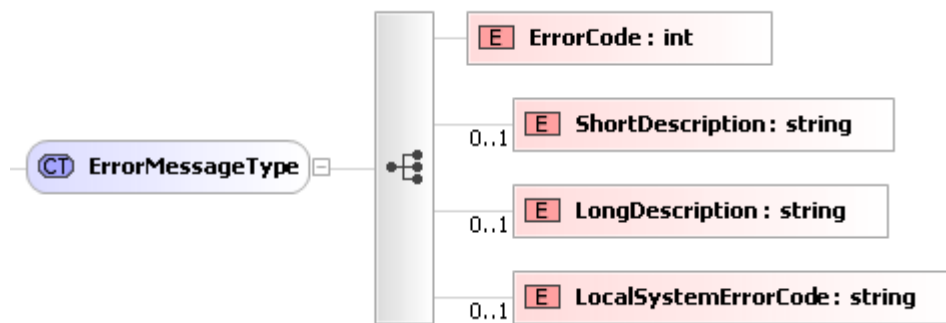 E ErrorCode : int
0..1 E ShortDescription : string
CT ErrorMessageType
0..1 E LongDescription : string
0..1 E LocalSystemErrorCode : string